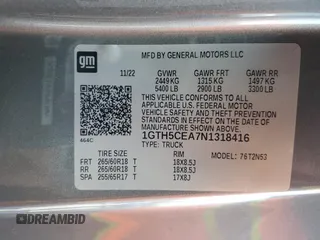 gm
MFD BY GENERAL MOTORS LLC
11/22 GVWR GAWR FRT GAWR RR
2449 KG 1315 KG 1497 KG
5400 LB 2900 LB 3300 LB
THIS VEHICLE CONFORMS TO ALL
APPLICABLE U.S. FEDERAL MOTOR
VEHICLE SAFETY AND THEFT
PREVENTION STANDARDS IN EFFECT ON
THE DATE OF MANUFACTURE SHOWN ABOVE.
1GTH5CEA7N1318416
TYPE: TRUCK
464C
TIRE SIZE SPEED RTG RIM MODEL: 76T2N53
FRT 265/60R18 T 18X8.5J
RR 265/60R18 T 18X8.5J
SPA 255/65R17 T 17X8J